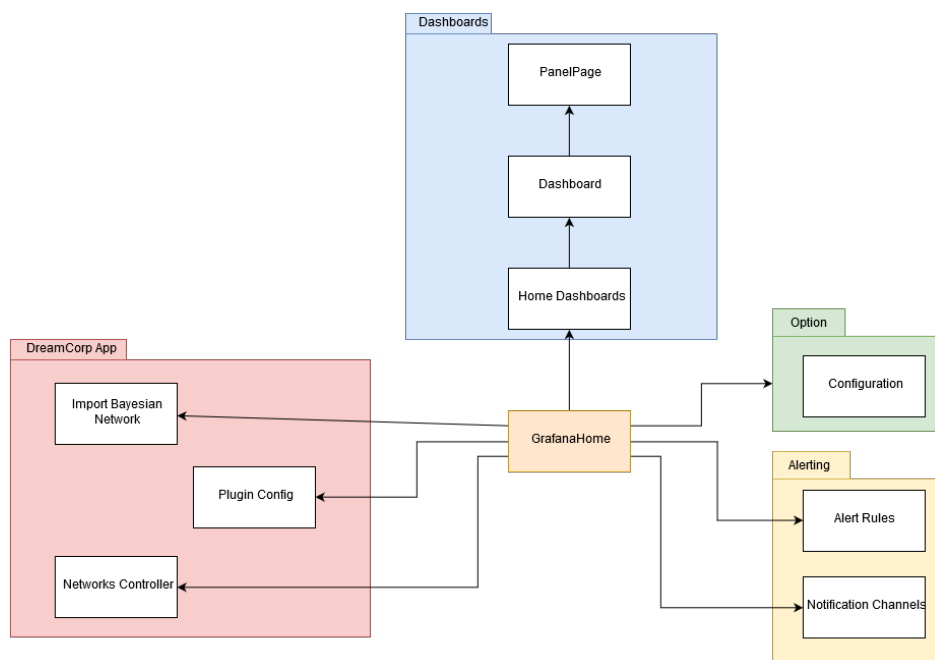 Dashboards
PanelPage
Dashboard
Home Dashboards
Option
Configuration
DreamCorp App
Import Bayesian
Network
GrafanaHome
Plugin Config
Networks Controller
Alerting
Alert Rules
Notification Channels